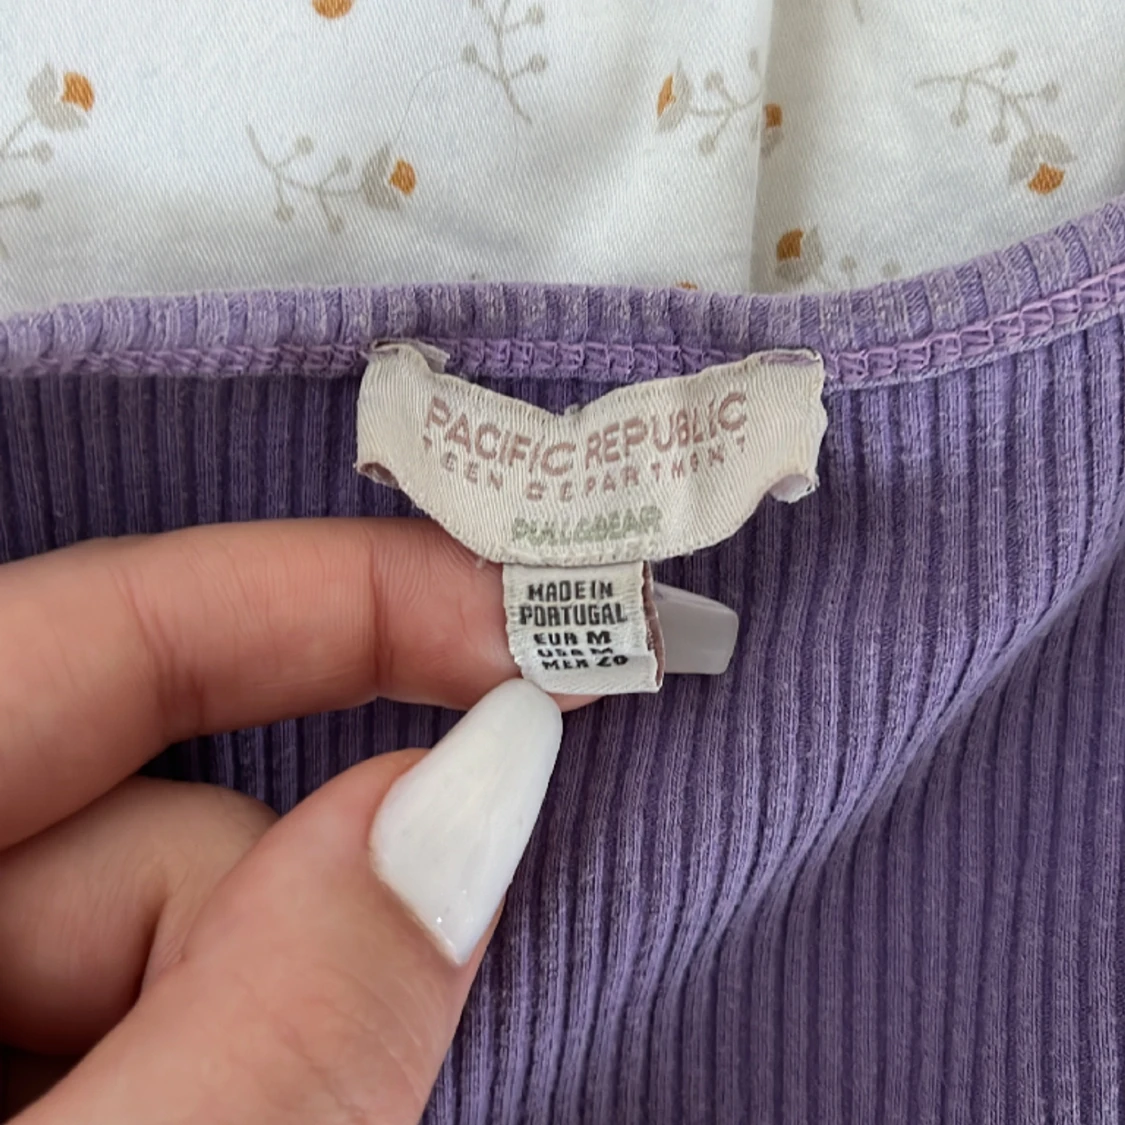 PACIFIC REPUBLIC
TEEN DEPARTMENT
PULL&BEAR
MADE IN
PORTUGAL
EUR M
USA M
MEX 28